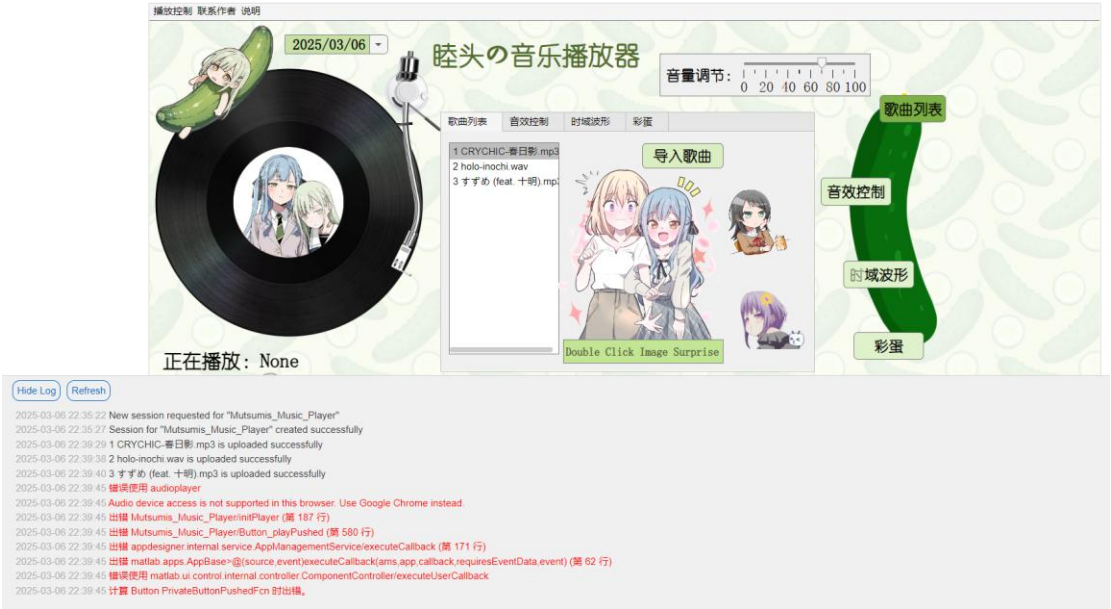 播放控制 联系作者 说明
2025/03/06
睦头の音乐播放器
音量调节:
0 20 40 60 80 100
歌曲列表 音效控制 时域波形 彩蛋
1 CRYCHIC-春日影.mp3
2 holo-inochi.wav
3 すずめ (feat. 十明).mp3
导入歌曲
Double Click Image Surprise
歌曲列表
音效控制
时域波形
彩蛋
正在播放: None
Hide Log Refresh
2025-03-06 22:35:22 New session requested for "Mutsumis_Music_Player"
2025-03-06 22:35:27 Session for "Mutsumis_Music_Player" created successfully
2025-03-06 22:39:29 1 CRYCHIC-春日影.mp3 is uploaded successfully
2025-03-06 22:39:38 2 holo-inochi.wav is uploaded successfully
2025-03-06 22:39:40 3 すずめ (feat. 十明).mp3 is uploaded successfully
2025-03-06 22:39:45 错误使用 audioplayer
2025-03-06 22:39:45 Audio device access is not supported in this browser. Use Google Chrome instead.
2025-03-06 22:39:45 出错 Mutsumis_Music_Player/initPlayer (第 187 行)
2025-03-06 22:39:45 出错 Mutsumis_Music_Player/Button_playPushed (第 580 行)
2025-03-06 22:39:45 出错 appdesigner.internal.service.AppManagementService/executeCallback (第 171 行)
2025-03-06 22:39:45 出错 matlab.apps.AppBase>@(source,event)executeCallback(ams,app,callback,requiresEventData,event) (第 62 行)
2025-03-06 22:39:45 错误使用 matlab.ui.control.internal.controller.ComponentController/executeUserCallback
2025-03-06 22:39:45 计算 Button PrivateButtonPushedFcn 时出错。